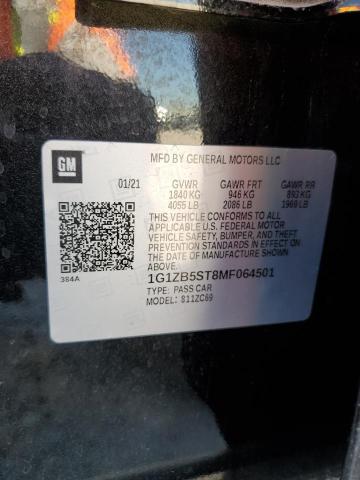 GM
MFD BY GENERAL MOTORS LLC
01/21 GVWR GAWR FRT GAWR RR
1840 KG 946 KG 893 KG
4055 LB 2086 LB 1969 LB
THIS VEHICLE CONFORMS TO ALL
APPLICABLE U.S. FEDERAL MOTOR
VEHICLE SAFETY, BUMPER, AND THEFT
PREVENTION STANDARDS IN EFFECT ON
THE DATE OF MANUFACTURE SHOWN ABOVE.
384A 1G1ZB5ST8MF064501
TYPE: PASS CAR
MODEL: 811ZC69